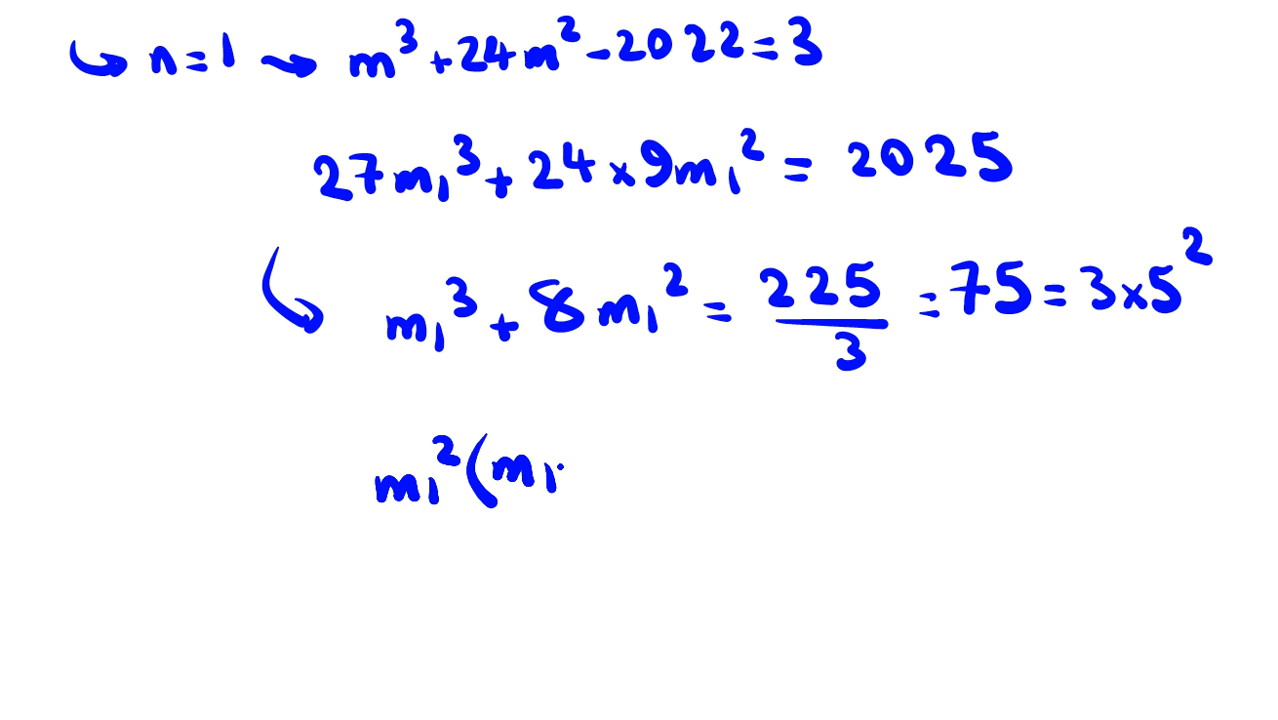 ↪ n=1 → m³+24m²-2022=3
27m₁³+24×9m₁²=2025
↪ m₁³+8m₁²=225/3=75=3×5²
m₁²(m₁